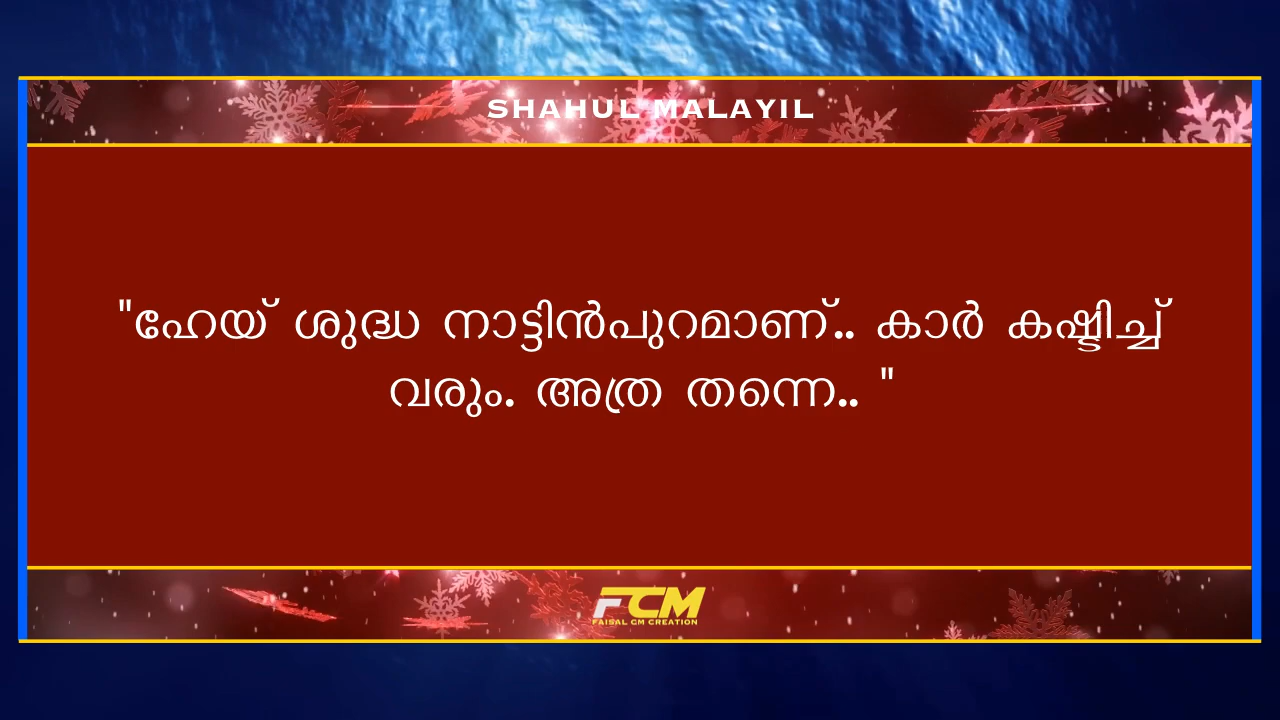 SHAHUL MALAYIL
"ഹേയ് ശുദ്ധ നാട്ടിൻപുറമാണ്.. കാർ കഷ്ടിച്ച്
വരും. അത്ര തന്നെ.. "
FCM
FAISAL CM CREATION